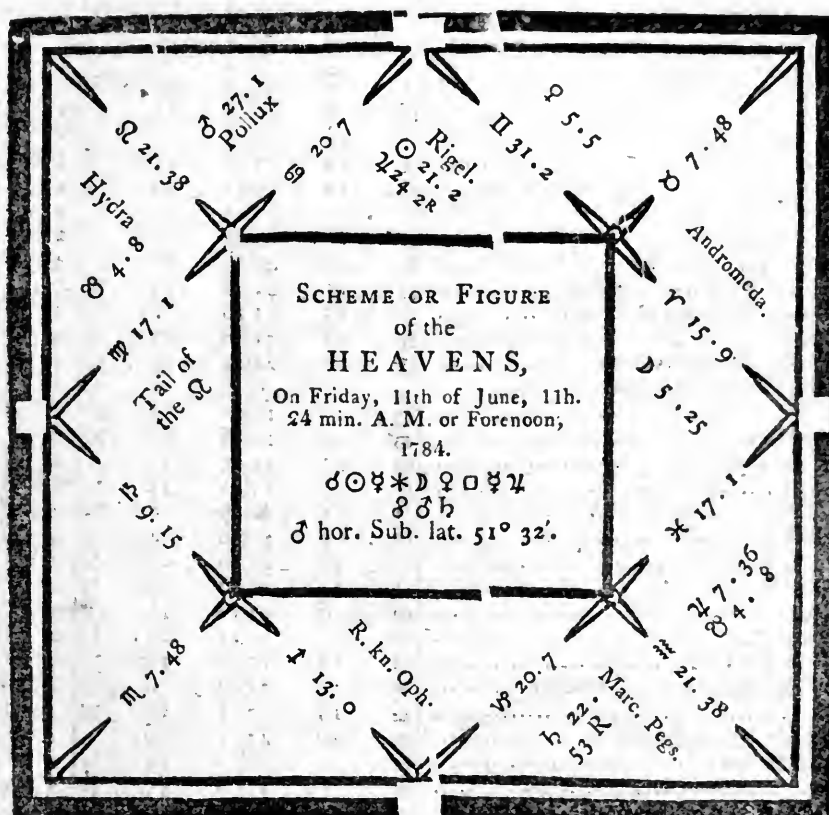 ♌ 21. 38
♂ 27. 1
Pollux
♋ 20 7
Rigel.
☉ 21. 2
♃ 24 2R
♊ 31. 2
♀ 5. 5
♉ 7. 48
Hydra
☋ 4. 8
♍ 17. 1
Andromeda.
♈ 15. 9
☽ 5. 25
Tail of
the ♌
SCHEME OR FIGURE
of the
HEAVENS,
On Friday, 11th of June, 11h.
24 min. A. M. or Forenoon,
1784.
☌☉☿⚹☽♀□☿♃
☍♂♄
♂ hor. Sub. lat. 51° 32'.
♎ 9. 15
♓ 17. 1
♃ 7. 36
☋ 4. 8
♏ 7. 48
♐ 13. 0
R. kn. Oph.
♑ 20. 7
♄ 22.
53 R
Marc. Pegs.
♒ 21. 38